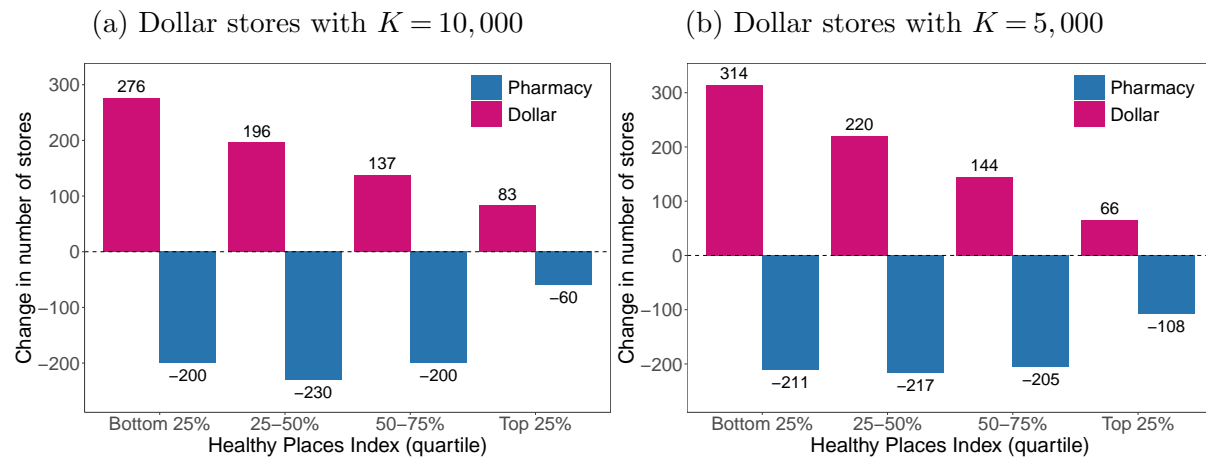 (a) Dollar stores with K = 10,000
Change in number of stores
300
200
100
0
−100
−200
276
196
137
83
−200
−230
−200
−60
Pharmacy
Dollar
Bottom 25%
25−50%
50−75%
Top 25%
Healthy Places Index (quartile)
(b) Dollar stores with K = 5,000
Change in number of stores
300
200
100
0
−100
−200
314
220
144
66
−211
−217
−205
−108
Pharmacy
Dollar
Bottom 25%
25−50%
50−75%
Top 25%
Healthy Places Index (quartile)